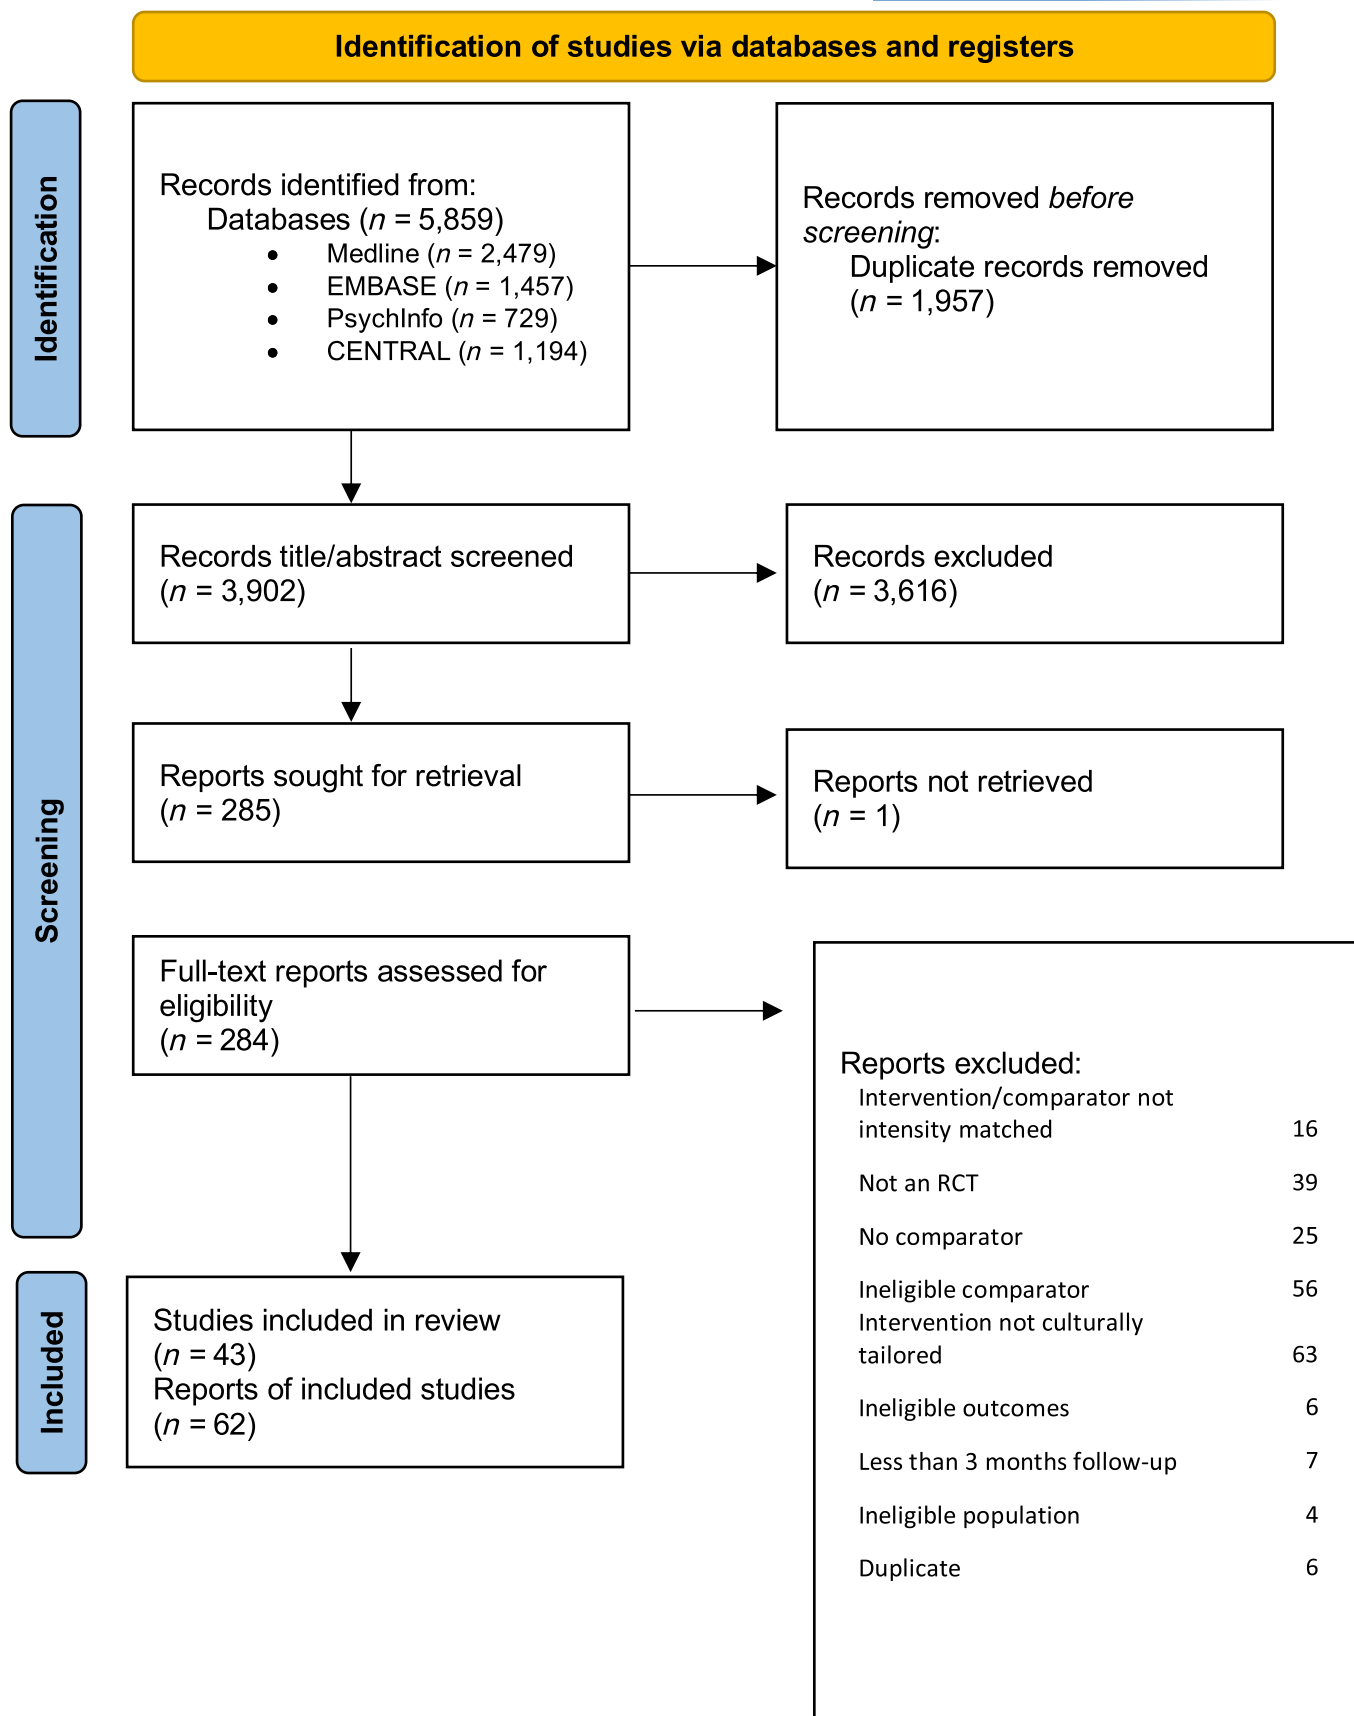 Identification of studies via databases and registers
Identification
Records identified from:
Databases (n = 5,859)
• Medline (n = 2,479)
• EMBASE (n = 1,457)
• PsychInfo (n = 729)
• CENTRAL (n = 1,194)
Records removed before
screening:
Duplicate records removed
(n = 1,957)
Screening
Records title/abstract screened
(n = 3,902)
Records excluded
(n = 3,616)
Reports sought for retrieval
(n = 285)
Reports not retrieved
(n = 1)
Full-text reports assessed for
eligibility
(n = 284)
Reports excluded:
Intervention/comparator not
intensity matched 16
Not an RCT 39
No comparator 25
Ineligible comparator 56
Intervention not culturally
tailored 63
Ineligible outcomes 6
Less than 3 months follow-up 7
Ineligible population 4
Duplicate 6
Included
Studies included in review
(n = 43)
Reports of included studies
(n = 62)